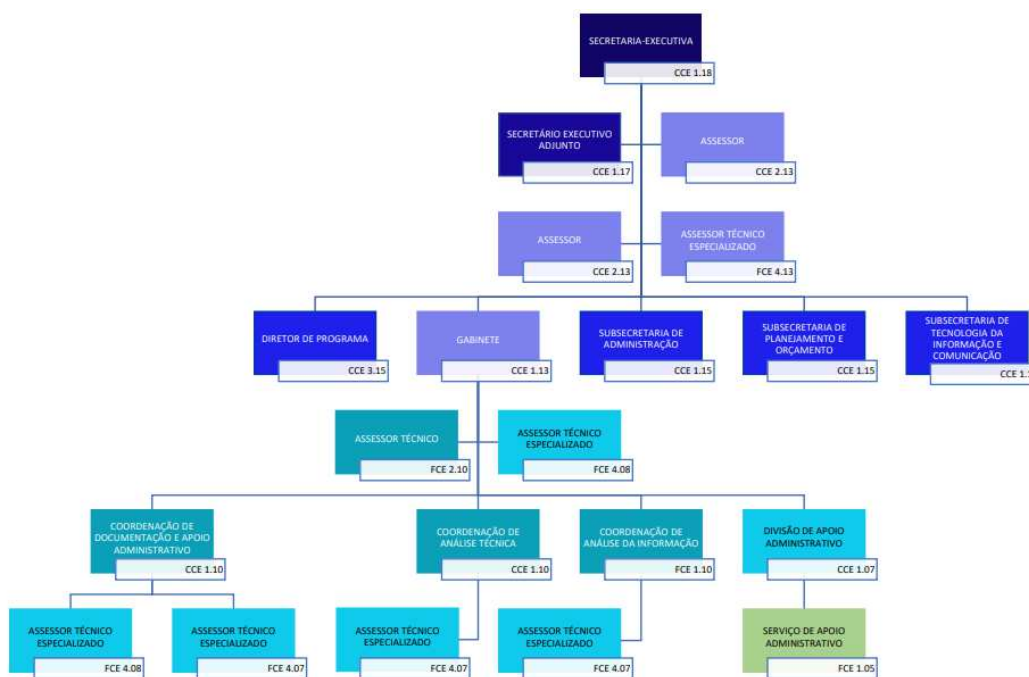 SECRETARIA-EXECUTIVA
CCE 1.18
SECRETÁRIO EXECUTIVO
ADJUNTO
CCE 1.17
ASSESSOR
CCE 2.13
ASSESSOR
CCE 2.13
ASSESSOR TÉCNICO
ESPECIALIZADO
FCE 4.13
DIRETOR DE PROGRAMA
CCE 3.15
GABINETE
CCE 1.13
SUBSECRETARIA DE
ADMINISTRAÇÃO
CCE 1.15
SUBSECRETARIA DE
PLANEJAMENTO E
ORÇAMENTO
CCE 1.15
SUBSECRETARIA DE
TECNOLOGIA DA
INFORMAÇÃO E
COMUNICAÇÃO
CCE
ASSESSOR TÉCNICO
FCE 2.10
ASSESSOR TÉCNICO
ESPECIALIZADO
FCE 4.08
COORDENAÇÃO DE
DOCUMENTAÇÃO E APOIO
ADMINISTRATIVO
CCE 1.10
COORDENAÇÃO DE
ANÁLISE TÉCNICA
CCE 1.10
COORDENAÇÃO DE
ANÁLISE DA INFORMAÇÃO
FCE 1.10
DIVISÃO DE APOIO
ADMINISTRATIVO
CCE 1.07
ASSESSOR TÉCNICO
ESPECIALIZADO
FCE 4.08
ASSESSOR TÉCNICO
ESPECIALIZADO
FCE 4.07
ASSESSOR TÉCNICO
ESPECIALIZADO
FCE 4.07
ASSESSOR TÉCNICO
ESPECIALIZADO
FCE 4.07
SERVIÇO DE APOIO
ADMINISTRATIVO
FCE 1.05